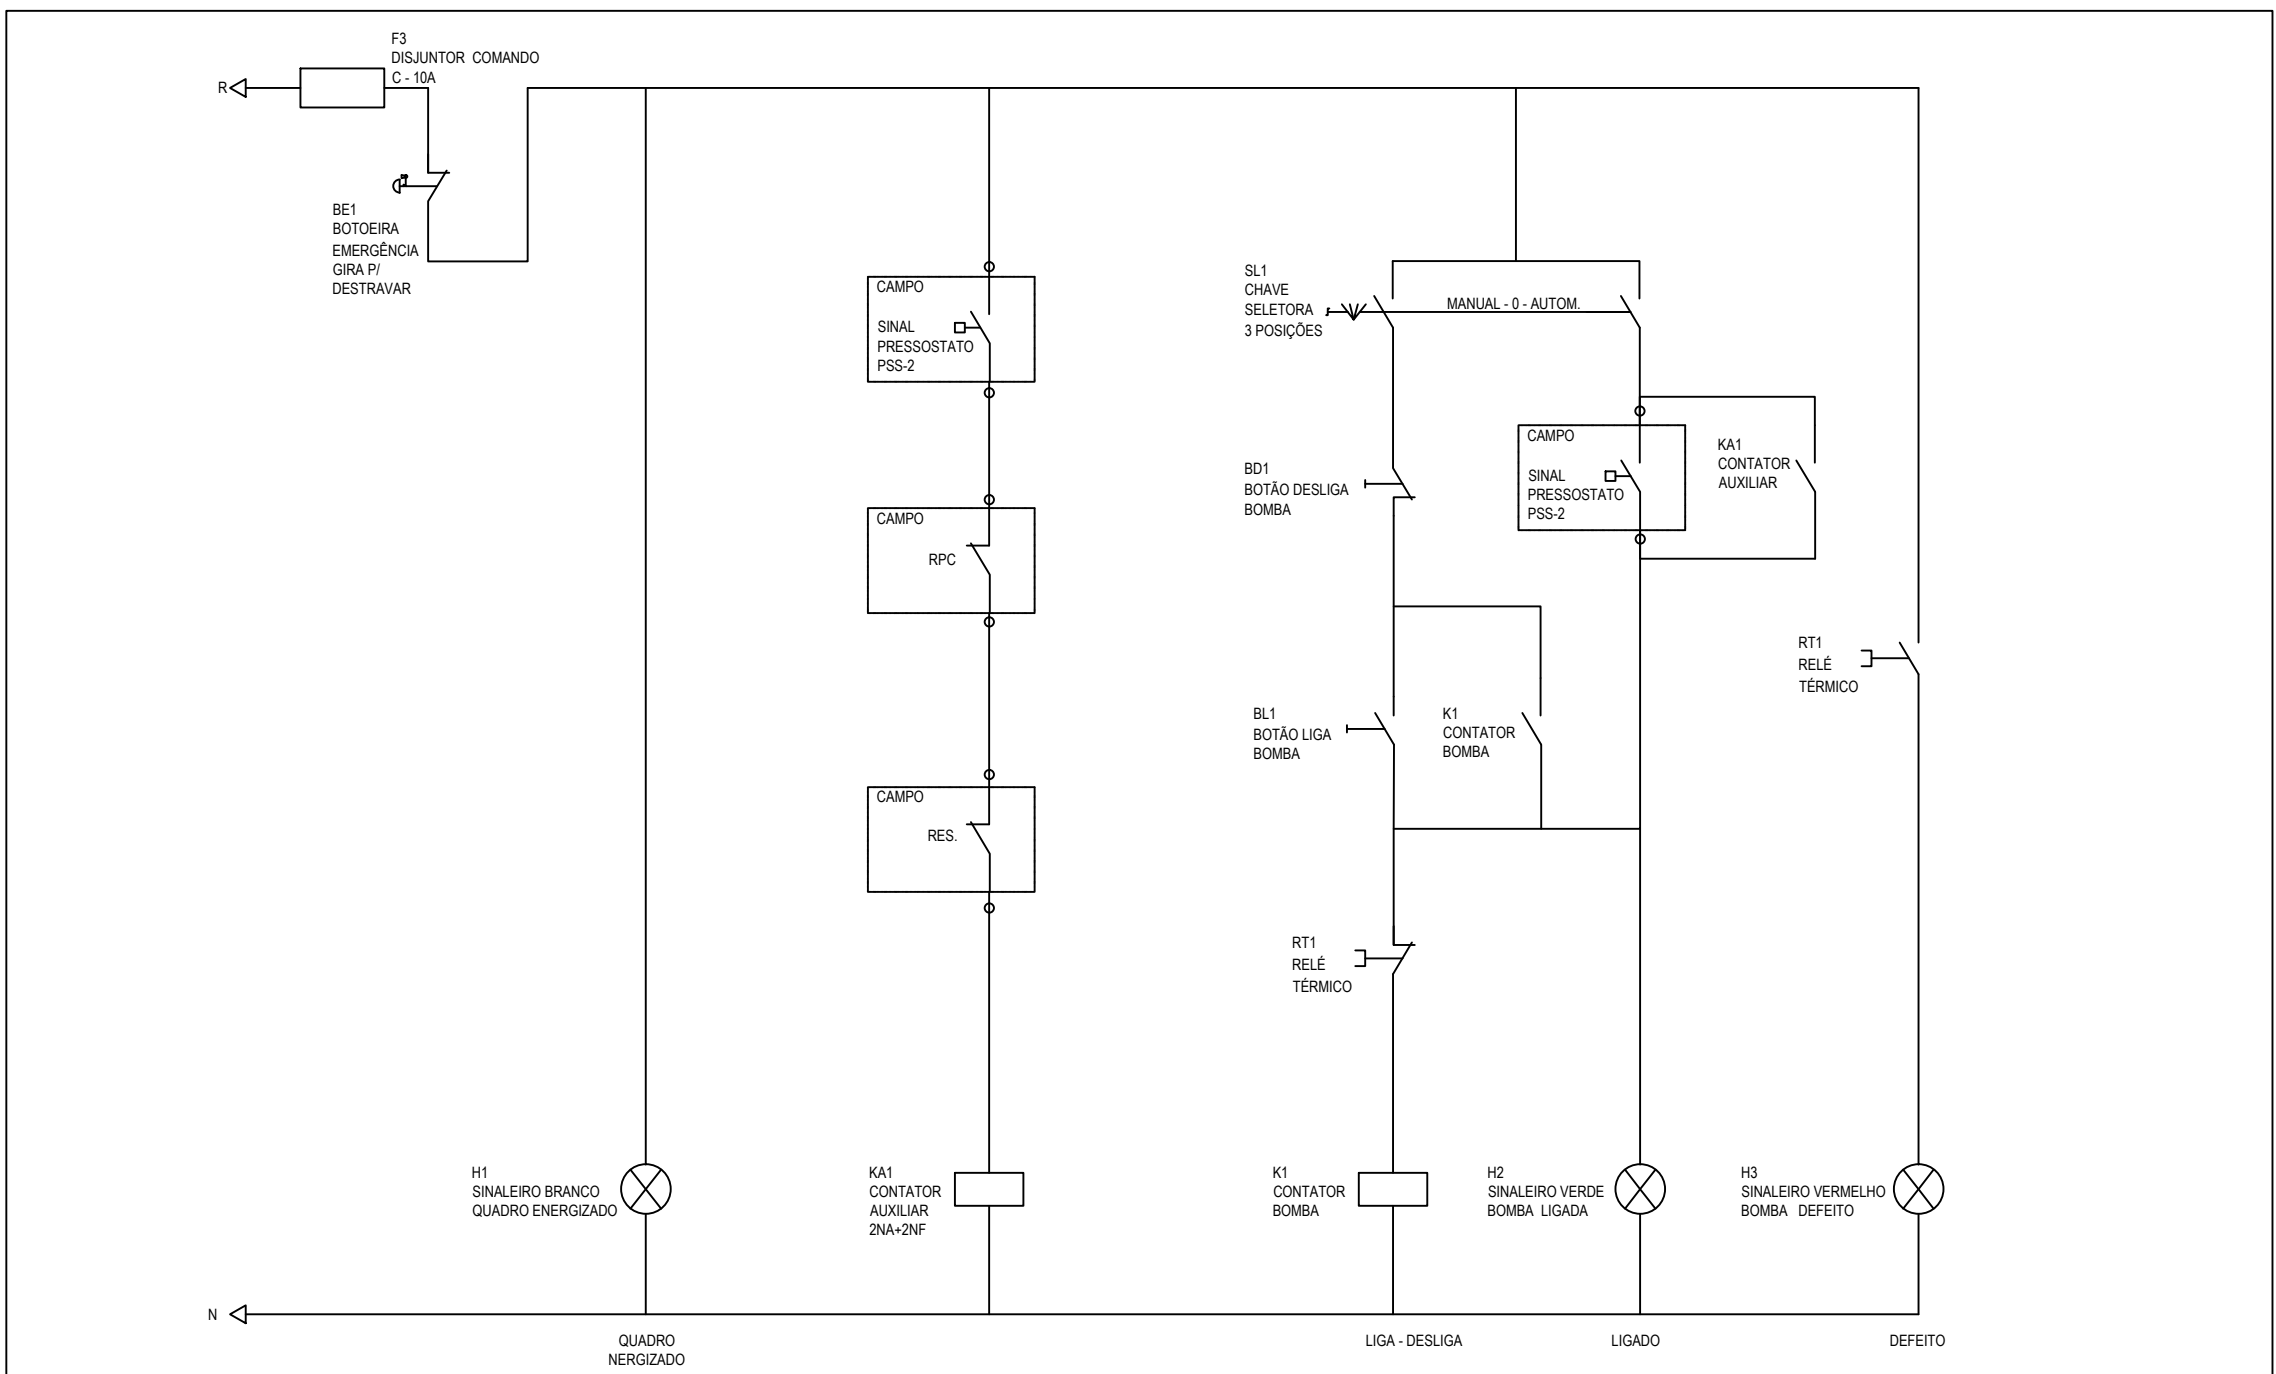 F3
DISJUNTOR COMANDO
C - 10A
R
BE1
BOTOEIRA
EMERGÊNCIA
GIRA P/
DESTRAVAR
CAMPO
SINAL
PRESSOSTATO
PSS-2
SL1
CHAVE
SELETORA
3 POSIÇÕES
MANUAL - 0 - AUTOM.
CAMPO
SINAL
PRESSOSTATO
PSS-2
KA1
CONTATOR
AUXILIAR
BD1
BOTÃO DESLIGA
BOMBA
CAMPO
RPC
RT1
RELÉ
TÉRMICO
BL1
BOTÃO LIGA
BOMBA
K1
CONTATOR
BOMBA
CAMPO
RES.
RT1
RELÉ
TÉRMICO
H1
SINALEIRO BRANCO
QUADRO ENERGIZADO
KA1
CONTATOR
AUXILIAR
2NA+2NF
K1
CONTATOR
BOMBA
H2
SINALEIRO VERDE
BOMBA LIGADA
H3
SINALEIRO VERMELHO
BOMBA DEFEITO
N
QUADRO
NERGIZADO
LIGA - DESLIGA
LIGADO
DEFEITO